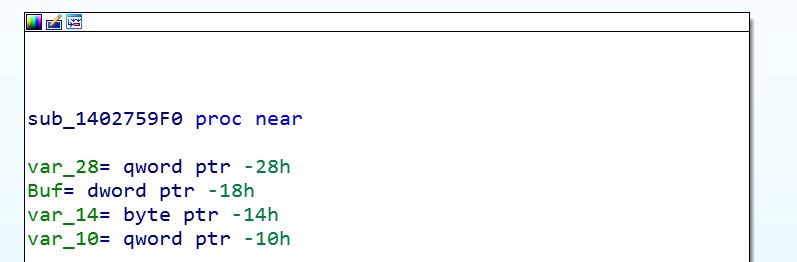 sub_1402759F0 proc near
var_28= qword ptr -28h
Buf= dword ptr -18h
var_14= byte ptr -14h
var_10= qword ptr -10h